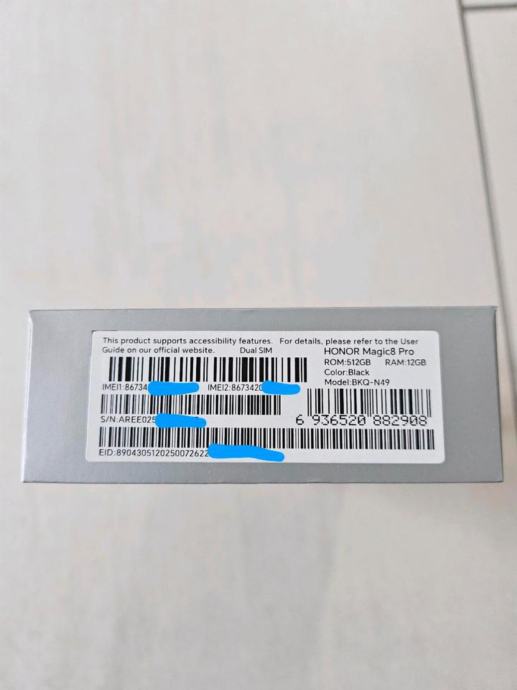 This product supports accessibility features. For details, please refer to the User
Guide on our official website. Dual SIM
HONOR Magic8 Pro
ROM:512GB RAM:12GB
Color:Black
Model:BKQ-N49
IMEI1:86734
IMEI2:8673420
S/N:AREE025
6 936520 882908
EID:8904305120250072622